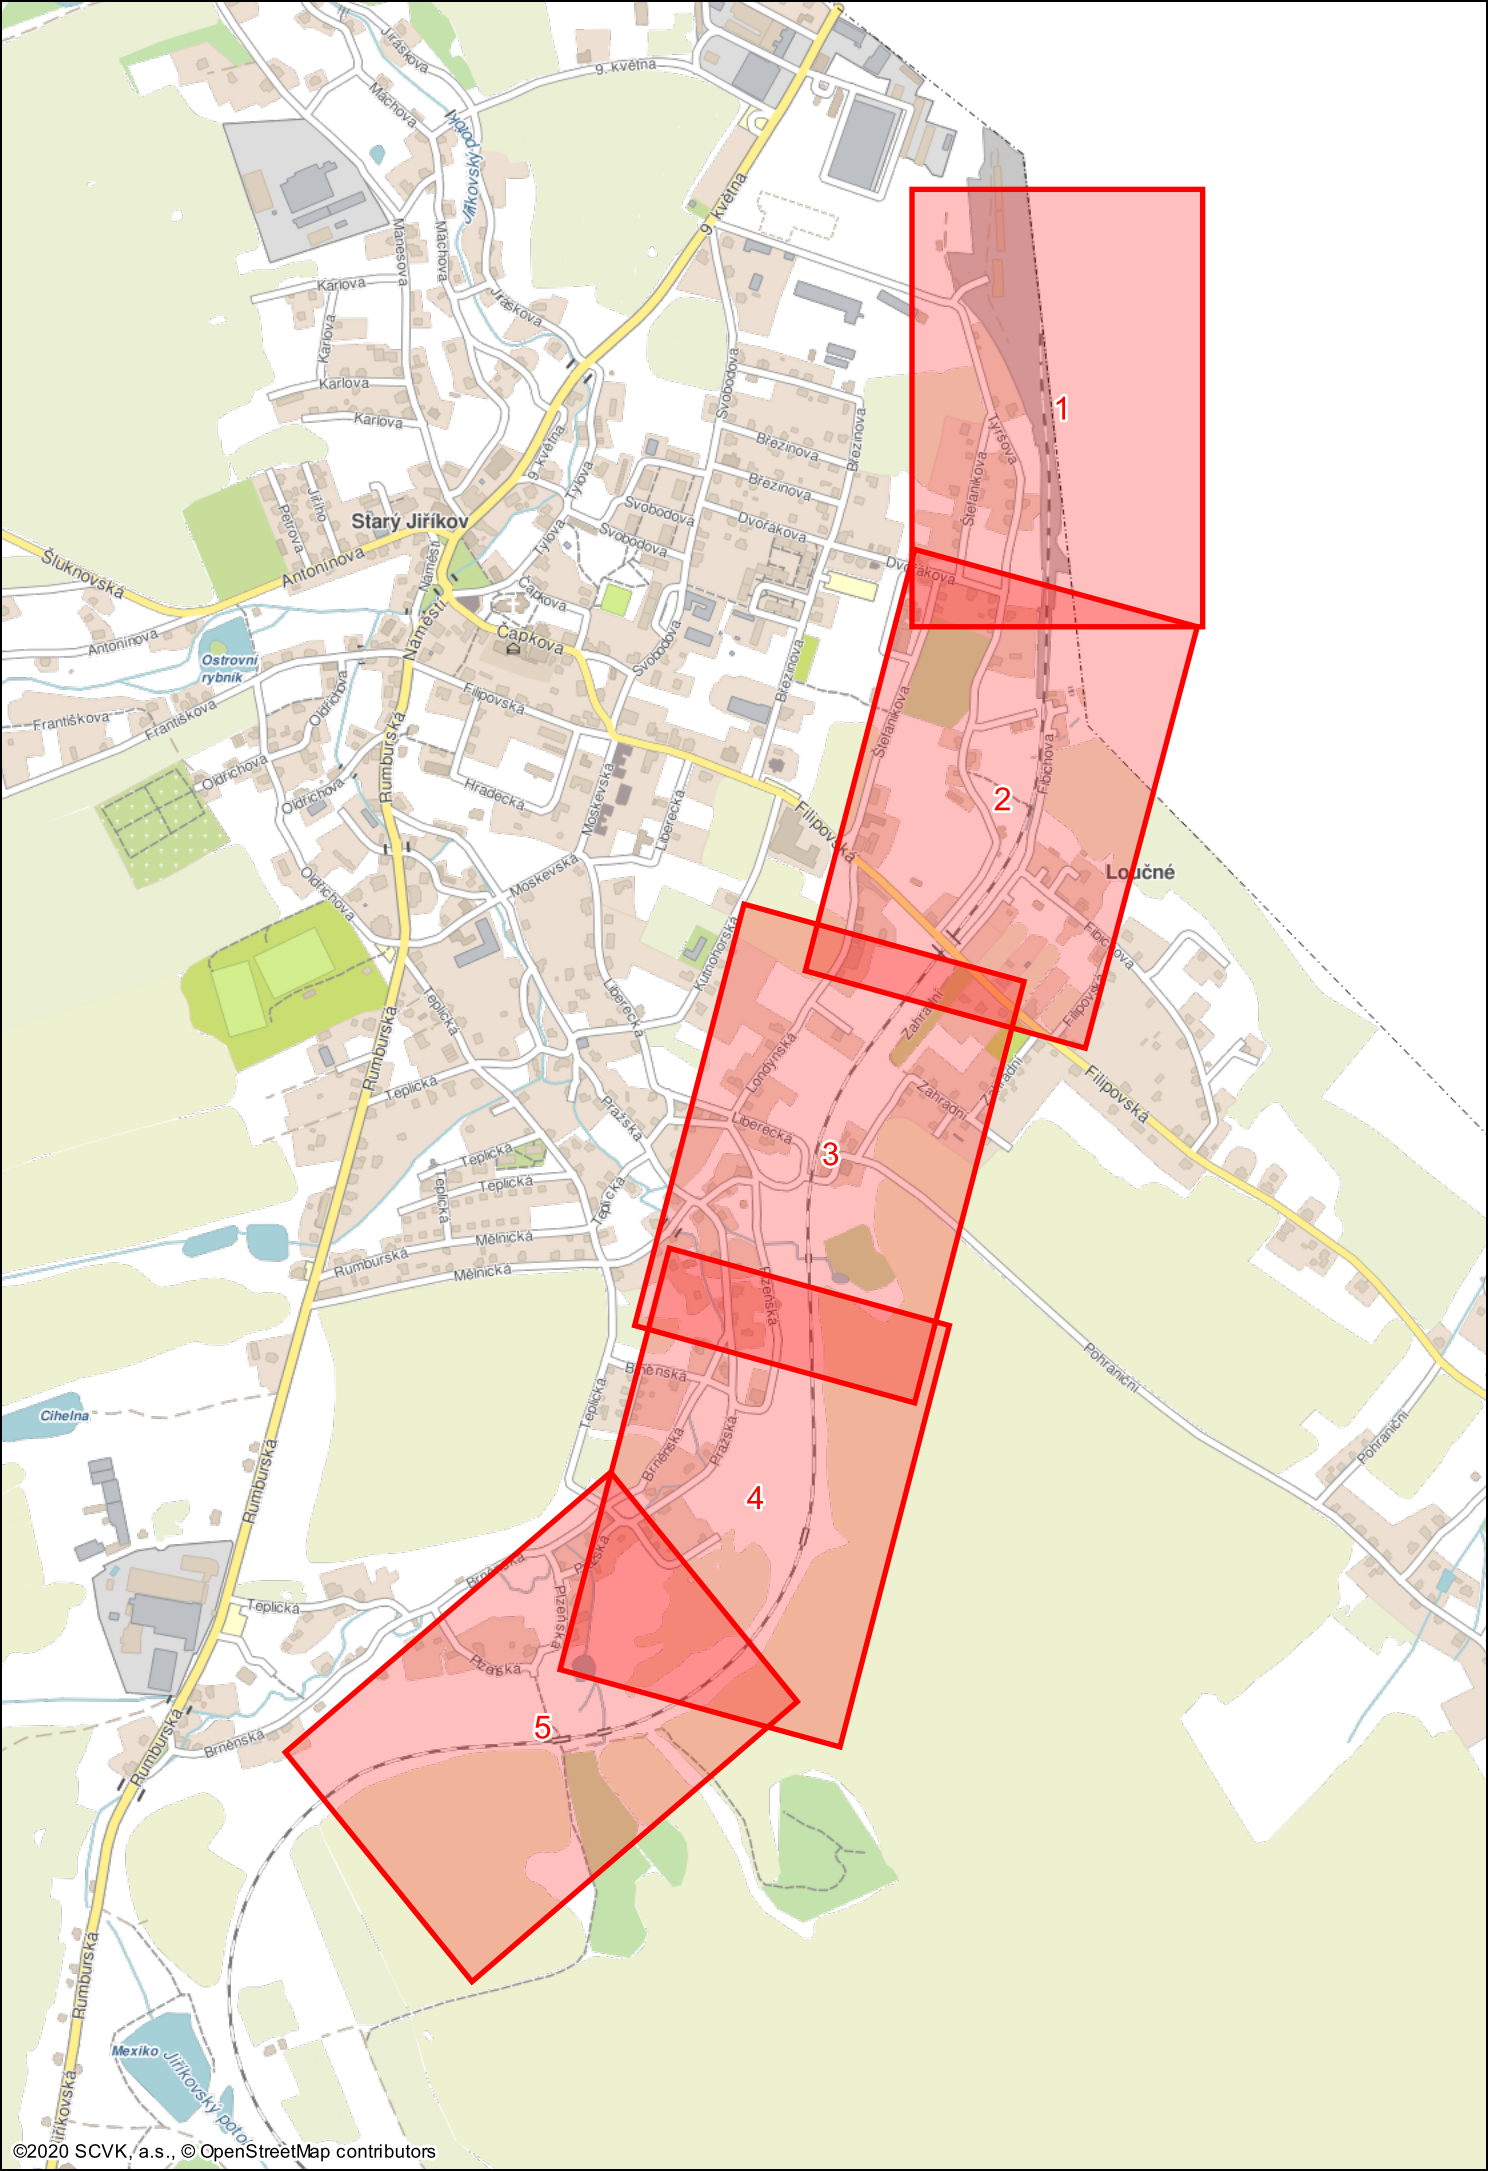 Jiráskova
9. května
Máchova
Jiříkovský potok
9. května
Mánesova
Máchova
Karlova
Jiráskova
Karlova
Karlova
Svobodova
Karlova
Březinova
1
Tyršova
9. května
Březinova
Štefánikova
Tylova
Březinova
Petrova
Jiřího
Svobodova
Starý Jiříkov
Dvořákova
Tylova
Svobodova
Šluknovská
Antonínova
Náměstí
Dvořákova
Čapkova
Náměstí
Čapkova
Antonínova
Svobodova
Ostrovní
rybník
Březinova
Oldřichova
Filipovská
Františkova
Františkova
Štefánikova
Rumburská
Fibichova
Oldřichova
Oldřichova
Hradecká
Moskevská
2
Liberecká
Filipovská
Moskevská
Loučné
Oldřichova
Kutnohorská
Fibichova
Filipovská
Liberecká
Teplická
Zahradní
Rumburská
Londýnská
Teplická
Zahradní
Zahradní
Filipovská
Pražská
Liberecká
3
Teplická
Teplická
Teplická
Teplická
Mělnická
Rumburská
Mělnická
Plzeňská
Pohraniční
Brněnská
Teplická
Cihelna
Pohraniční
Pražská
Brněnská
Rumburská
4
Pražská
Brněnská
Teplická
Plzeňská
Plzeňská
5
Brněnská
Rumburská
Rumburská
Mexiko
Jiříkovský potok
Jiříkovská
©2020 SCVK, a.s., © OpenStreetMap contributors